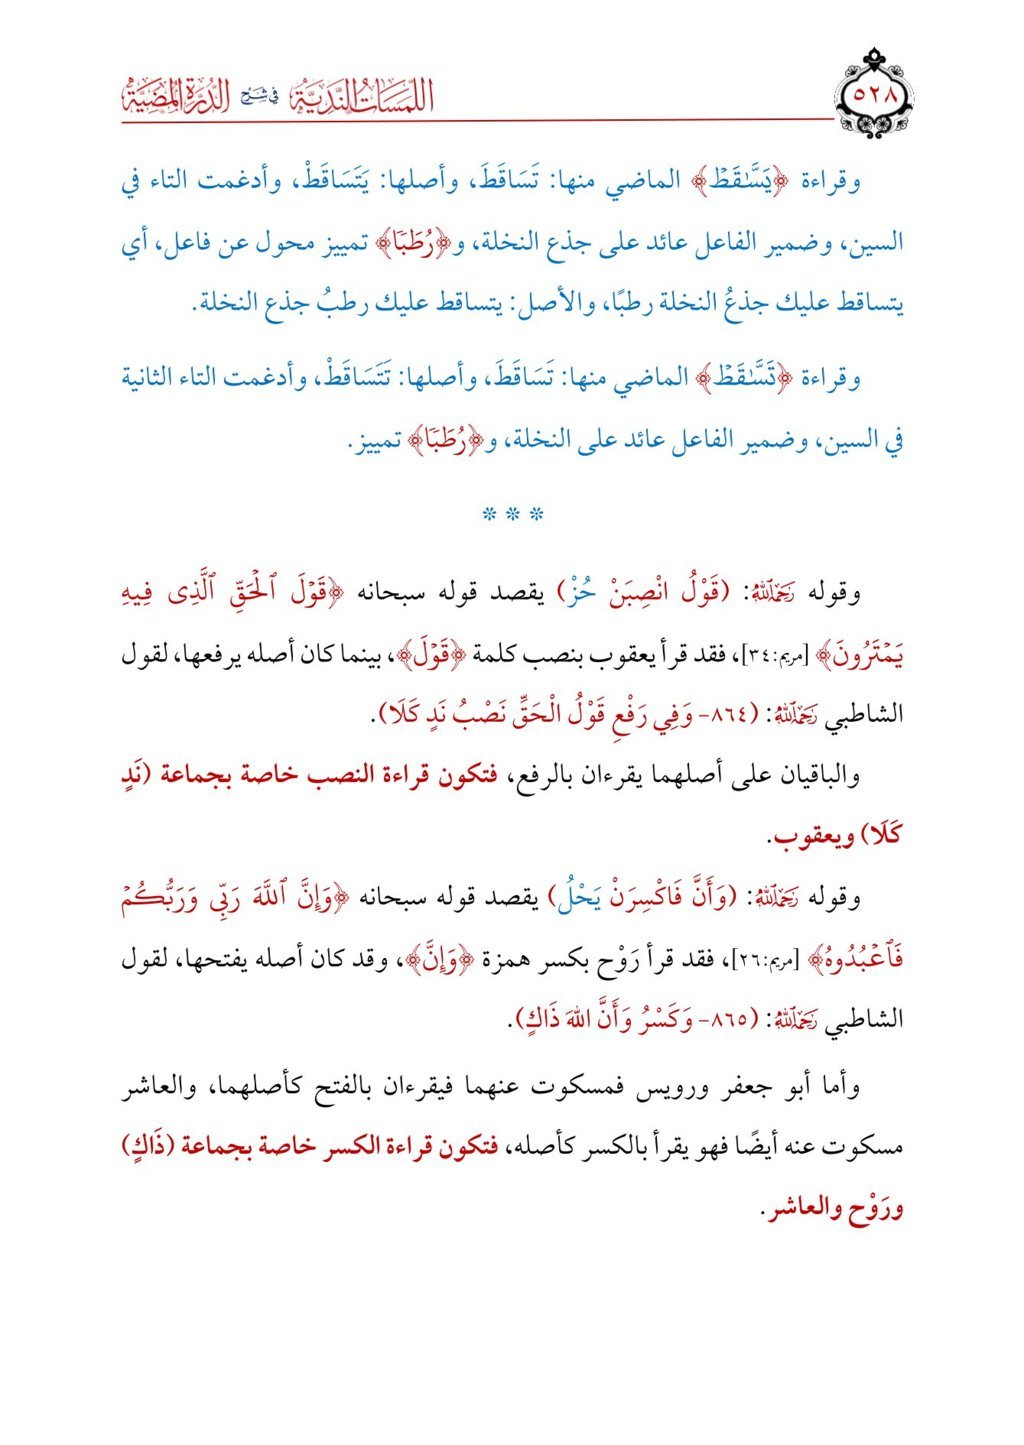 ٥٢٨
اللَّمَسَاتُ النَّدِيَّة في شَرْح الدُّرَّة المُضِيَّة
وقراءة ﴿يَسَّٰقَطۡ﴾ الماضي منها: تَسَاقَطَ، وأصلها: يَتَسَاقَطْ، وأدغمت التاء في
السين، وضمير الفاعل عائد على جذع النخلة، و﴿رُطَبٗا﴾ تمييز محول عن فاعل، أي
يتساقط عليك جذعُ النخلة رطبًا، والأصل: يتساقط عليك رطبُ جذع النخلة.
وقراءة ﴿تَسَّٰقَطۡ﴾ الماضي منها: تَسَاقَطَ، وأصلها: تَتَسَاقَطْ، وأدغمت التاء الثانية
في السين، وضمير الفاعل عائد على النخلة، و﴿رُطَبٗا﴾ تمييز.
* * *
وقوله رَحِمَهُ ٱللَّهُ: (قَوْلُ انْصِبَنْ حُزْ) يقصد قوله سبحانه ﴿قَوۡلَ ٱلۡحَقِّ ٱلَّذِى فِيهِ
يَمۡتَرُونَ﴾ [مريم:٣٤]، فقد قرأ يعقوب بنصب كلمة ﴿قَوۡلَ﴾، بينما كان أصله يرفعها، لقول
الشاطبي رَحِمَهُ ٱللَّهُ: (٨٦٤- وَفِي رَفْعِ قَوْلُ الْحَقِّ نَصْبُ نَدٍ كَلَا).
والباقيان على أصلهما يقرءان بالرفع، فتكون قراءة النصب خاصة بجماعة (نَدٍ
كَلَا) ويعقوب.
وقوله رَحِمَهُ ٱللَّهُ: (وَأَنَّ فَاكْسِرَنْ يَحْلُ) يقصد قوله سبحانه ﴿وَإِنَّ ٱللَّهَ رَبِّى وَرَبُّكُمۡ
فَٱعۡبُدُوهُ﴾ [مريم:٢٦]، فقد قرأ رَوْح بكسر همزة ﴿وَإِنَّ﴾، وقد كان أصله يفتحها، لقول
الشاطبي رَحِمَهُ ٱللَّهُ: (٨٦٥- وَكَسْرُ وَأَنَّ اللهَ ذَاكٍ).
وأما أبو جعفر ورويس فمسكوت عنهما فيقرءان بالفتح كأصلهما، والعاشر
مسكوت عنه أيضًا فهو يقرأ بالكسر كأصله، فتكون قراءة الكسر خاصة بجماعة (ذَاكٍ)
ورَوْح والعاشر.